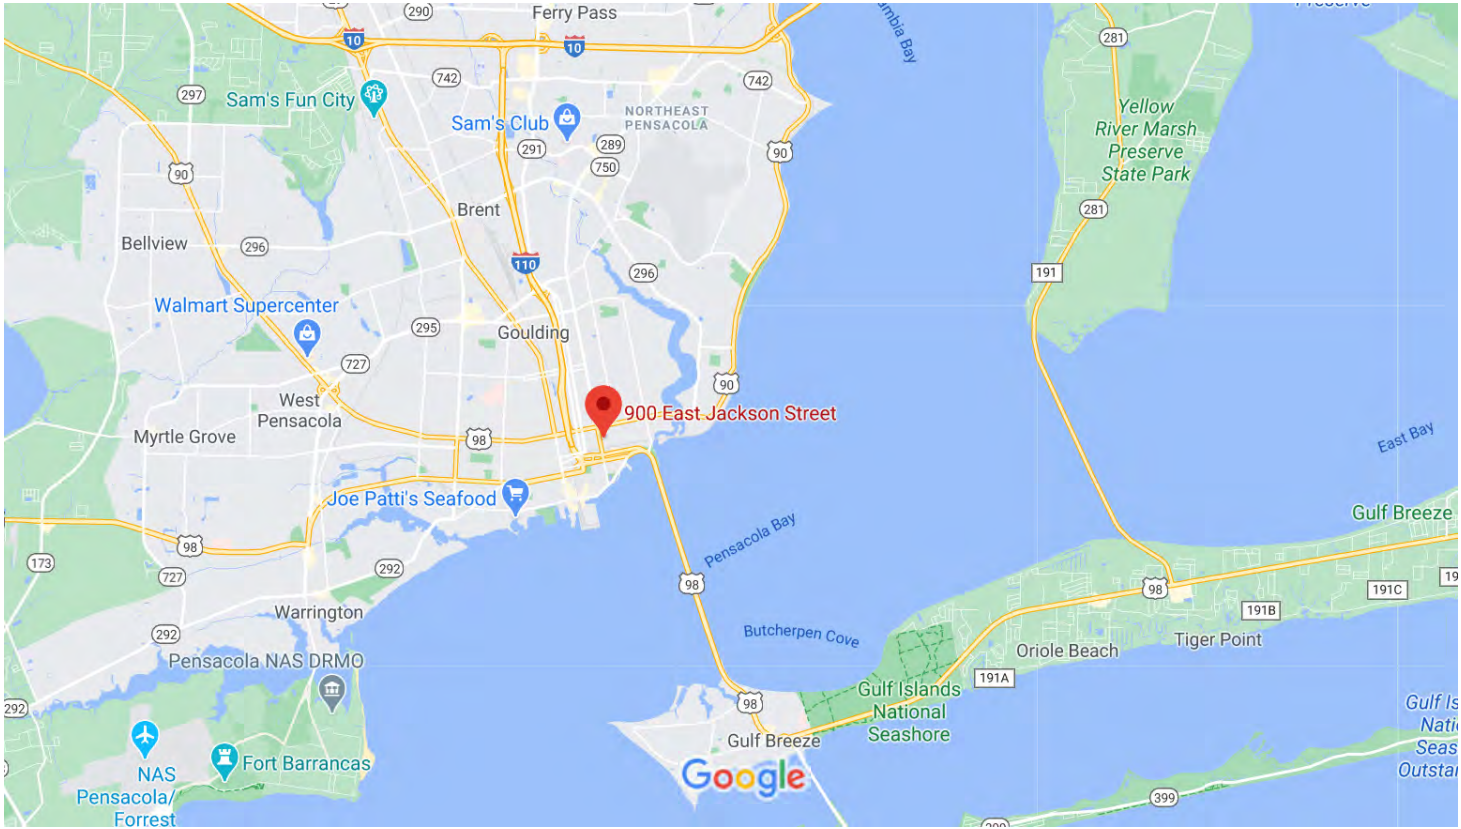 Preserve
290
Ferry Pass
10
10
281
742
742
297
Sam's Fun City
NORTHEAST
PENSACOLA
Sam's Club
Yellow
River Marsh
Preserve
State Park
291
289
90
750
90
Brent
281
Bellview
296
110
296
191
Walmart Supercenter
295
Goulding
727
90
West
Pensacola
900 East Jackson Street
Myrtle Grove
98
East Bay
Joe Patti's Seafood
Gulf Breeze
Pensacola Bay
98
173
292
727
98
98
191C
191B
Warrington
292
Butcherpen Cove
Tiger Point
Oriole Beach
Pensacola NAS DRMO
191A
292
98
Gulf Islands
National
Seashore
Gulf Breeze
Fort Barrancas
NAS
Pensacola/
Forrest
Google
399